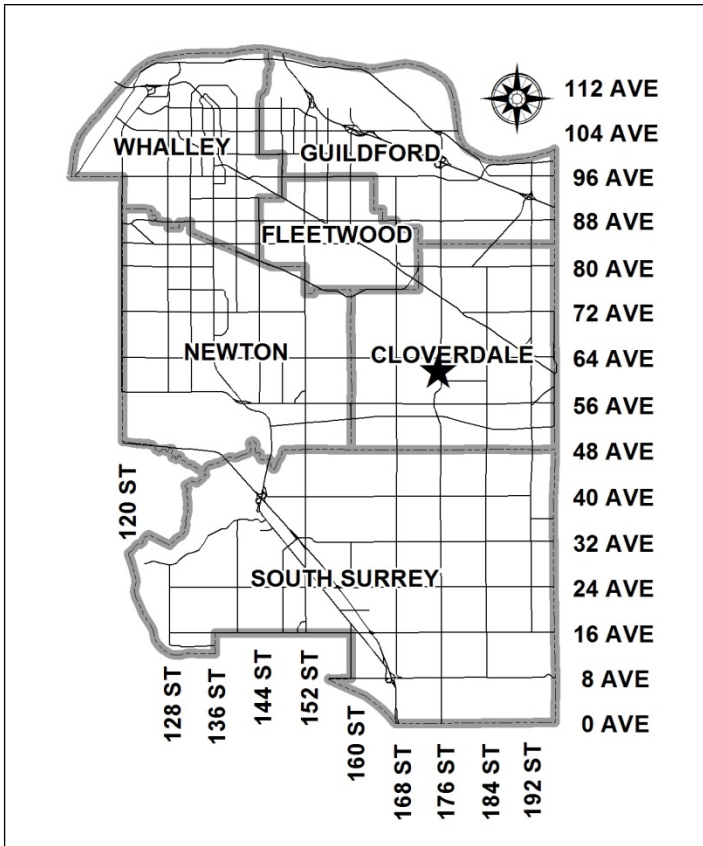 112 AVE
104 AVE
WHALLEY
GUILDFORD
96 AVE
88 AVE
FLEETWOOD
80 AVE
72 AVE
NEWTON
CLOVERDALE
64 AVE
56 AVE
48 AVE
120 ST
40 AVE
32 AVE
SOUTH SURREY
24 AVE
16 AVE
128 ST
136 ST
144 ST
152 ST
160 ST
8 AVE
0 AVE
168 ST
176 ST
184 ST
192 ST